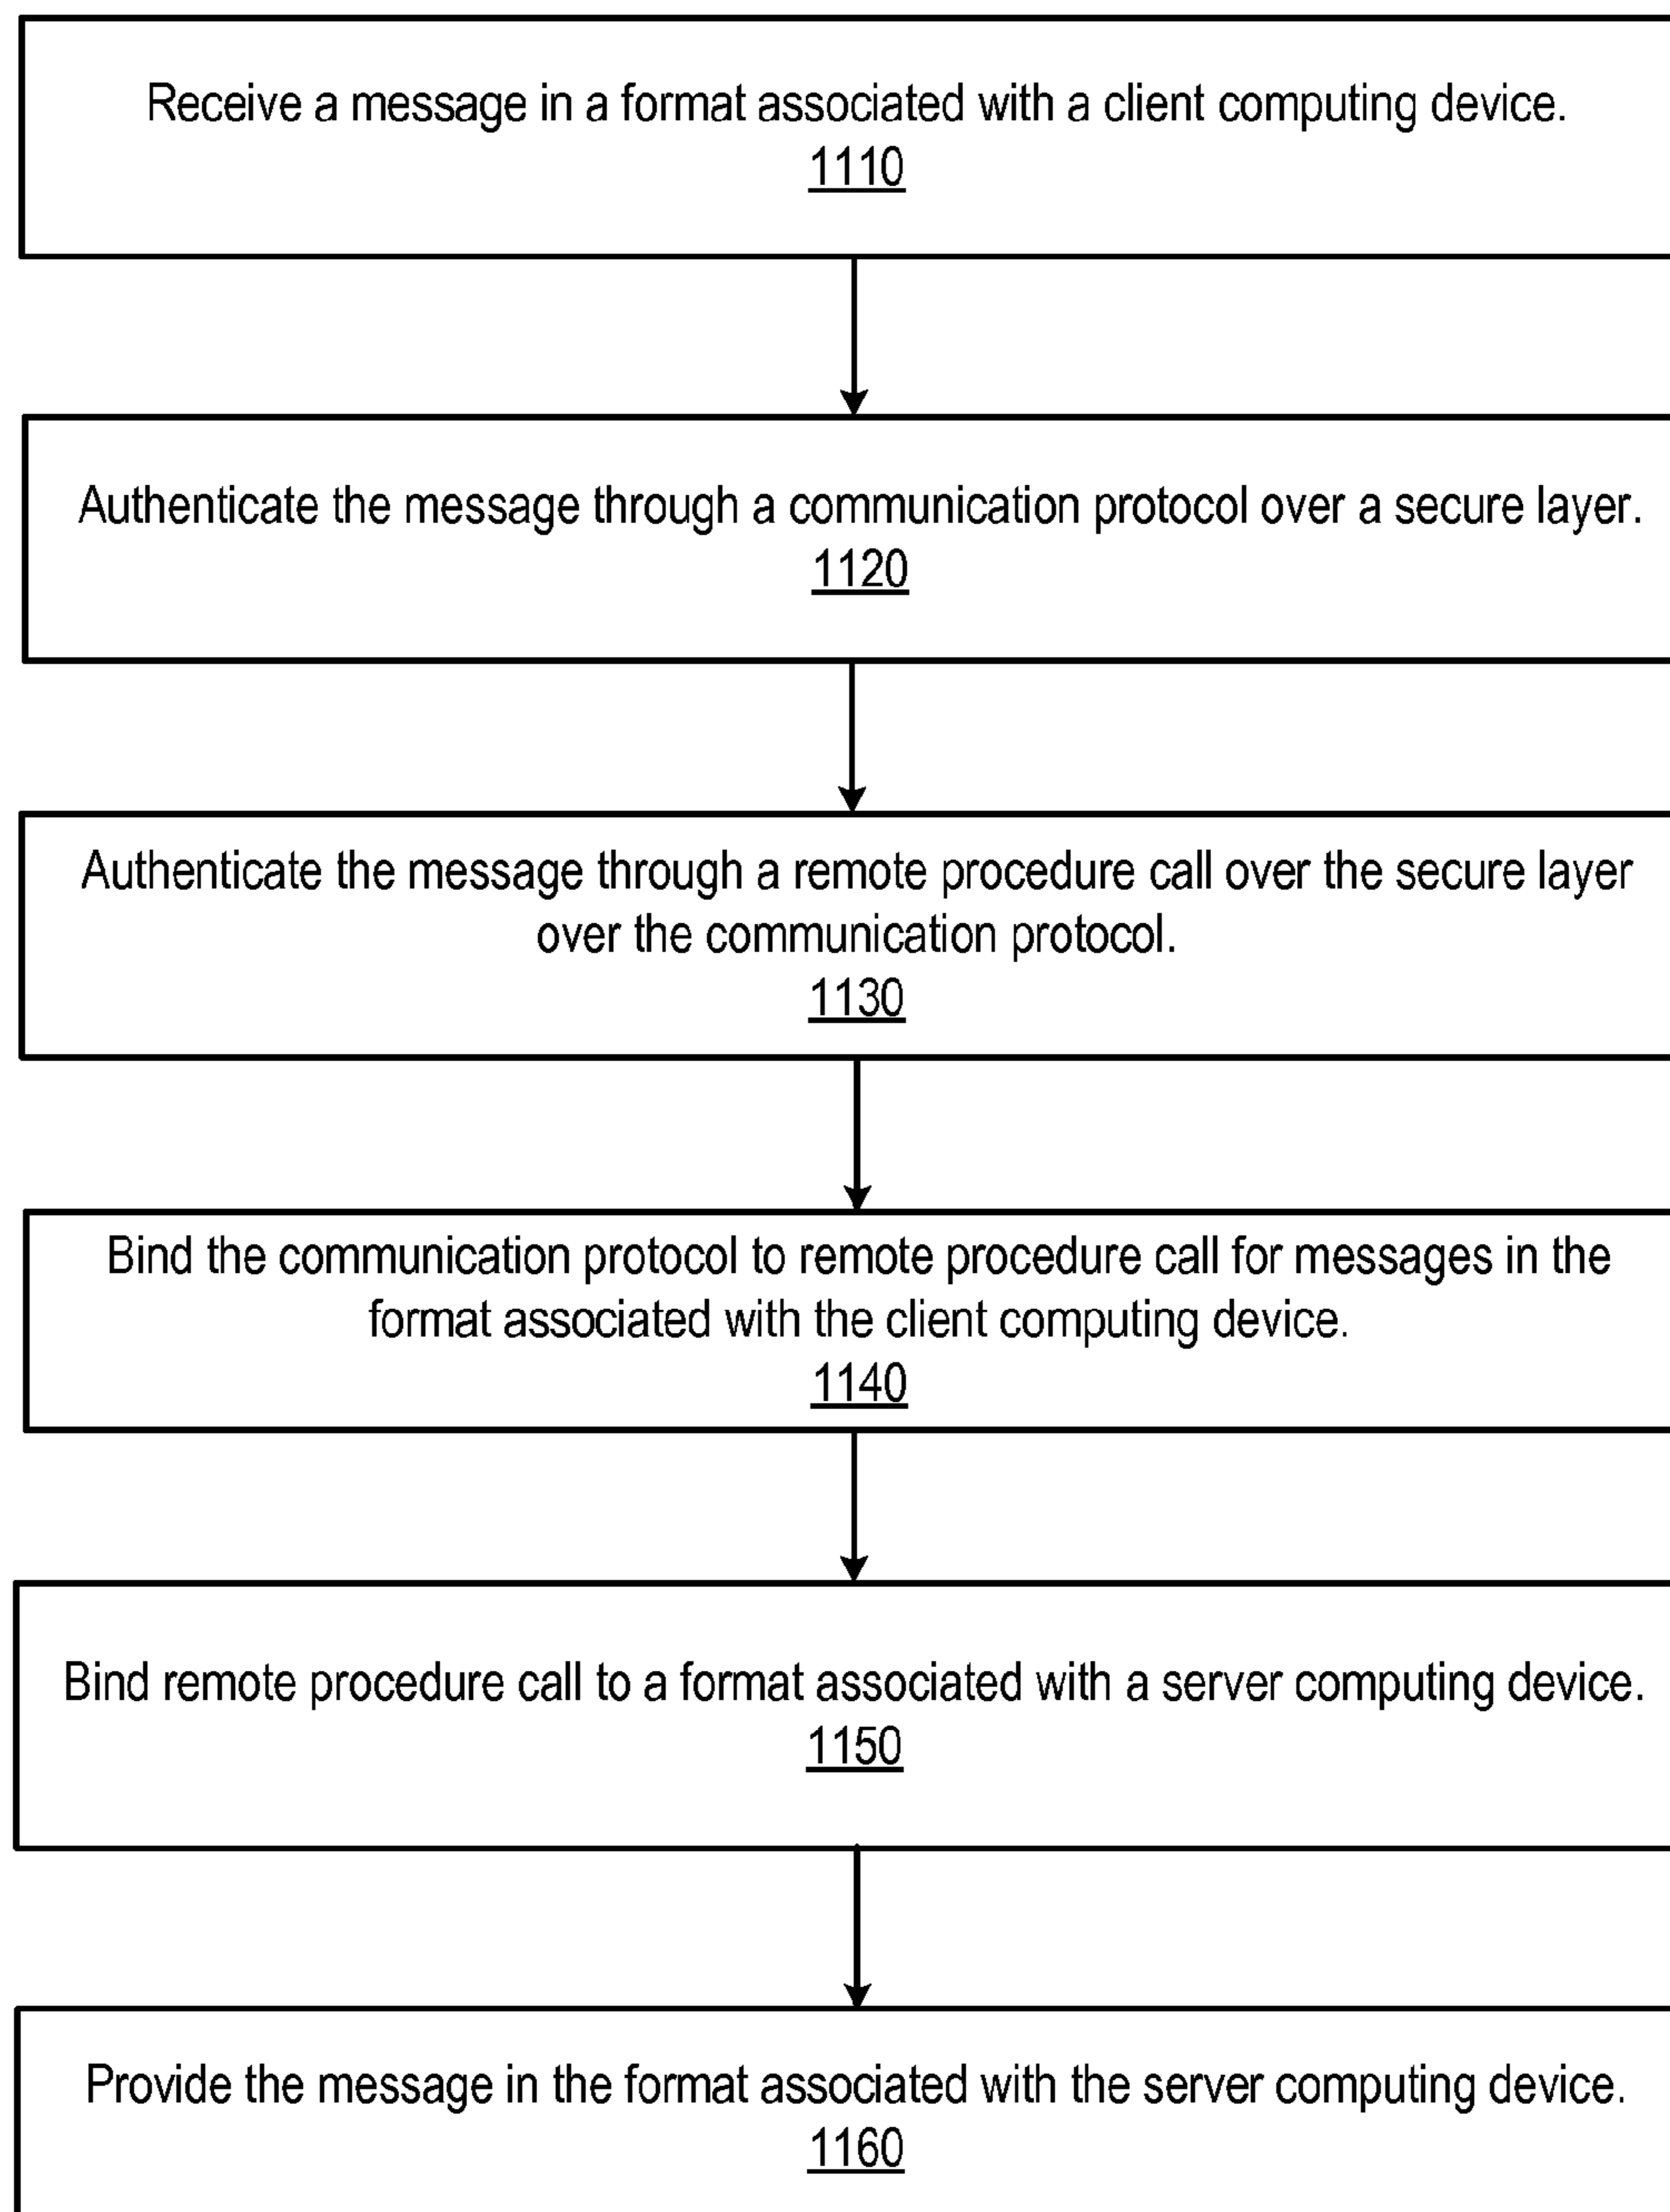 Receive a message in a format associated with a client computing device.
1110
Authenticate the message through a communication protocol over a secure layer.
1120
Authenticate the message through a remote procedure call over the secure layer
over the communication protocol.
1130
Bind the communication protocol to remote procedure call for messages in the
format associated with the client computing device.
1140
Bind remote procedure call to a format associated with a server computing device.
1150
Provide the message in the format associated with the server computing device.
1160